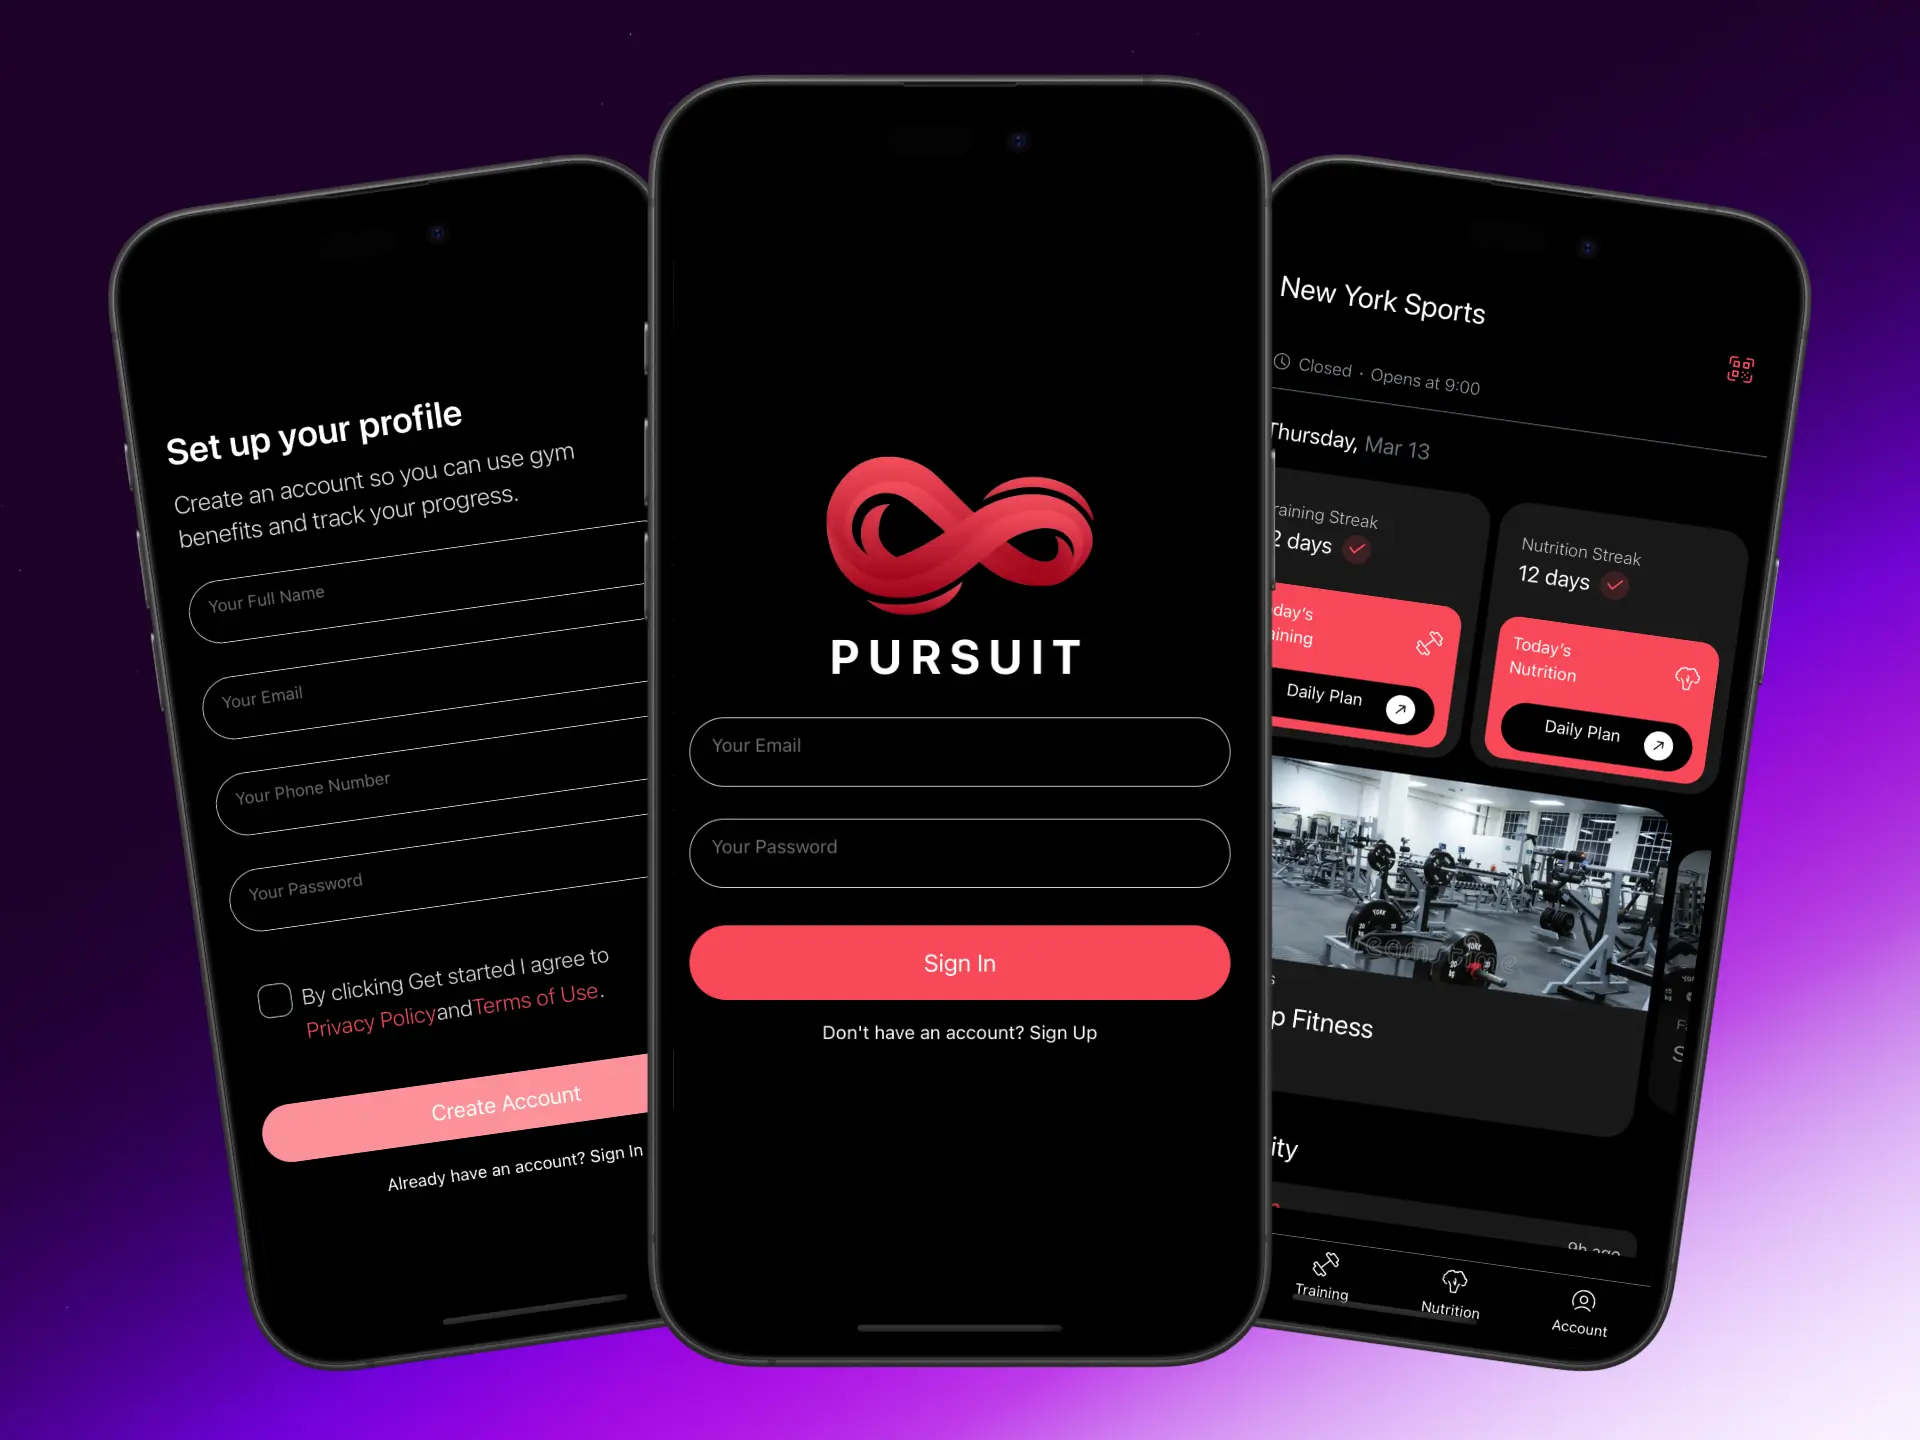 Set up your profile
Create an account so you can use gym
benefits and track your progress.
Your Full Name
Your Email
Your Phone Number
Your Password
By clicking Get started I agree to
Privacy PolicyandTerms of Use.
Create Account
Already have an account? Sign In
PURSUIT
Your Email
Your Password
Sign In
Don't have an account? Sign Up
New York Sports
Closed · Opens at 9:00
Thursday, Mar 13
raining Streak
2 days
day's
aining
Daily Plan
Nutrition Streak
12 days
Today's
Nutrition
Daily Plan
YORK
YORK
dreamstime
s
p Fitness
ity
9h ago
Training
Nutrition
Account